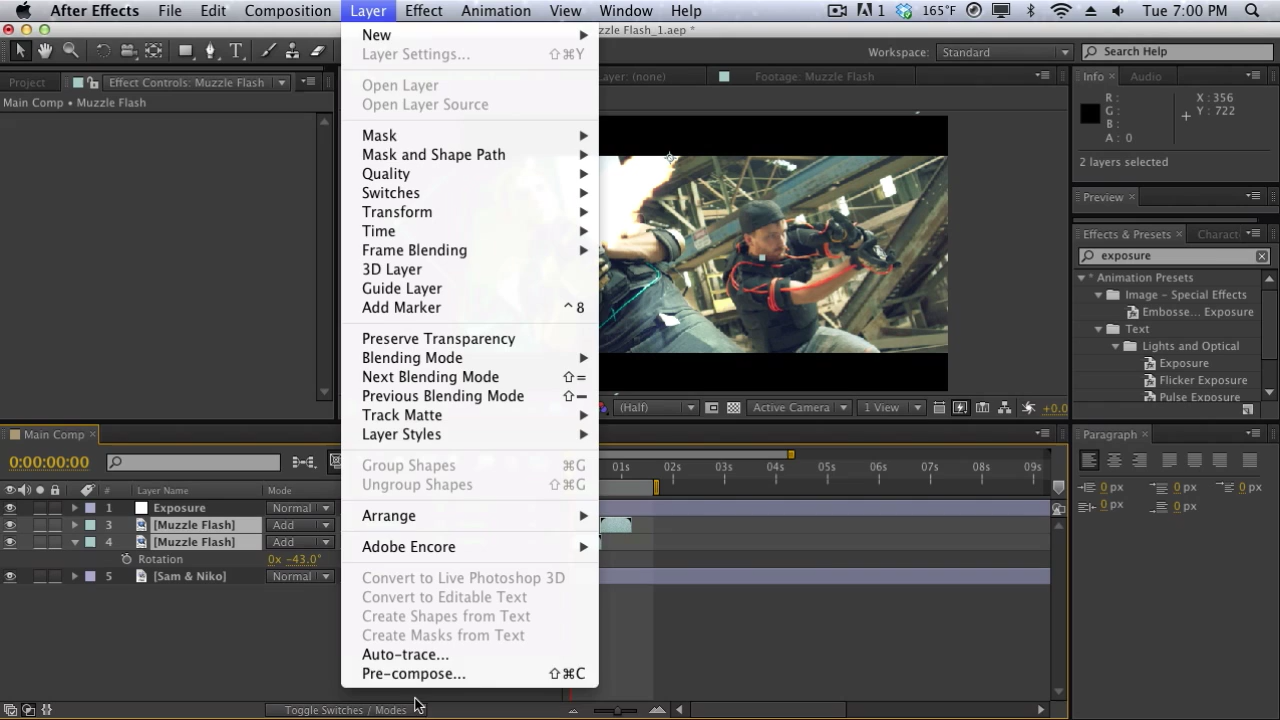 After Effects File Edit Composition Layer Effect Animation View Window Help 1 165°F Tue 7:00 PM
zzle Flash_1.aep *
Workspace: Standard Search Help
Project Effect Controls: Muzzle Flash ayer: (none) Footage: Muzzle Flash Info × Audio
Main Comp • Muzzle Flash
R: X: 356
G: Y: 722
B:
A: 0
2 layers selected
Preview ×
Effects & Presets × Charact
exposure
* Animation Presets
Image - Special Effects
Embosse... Exposure
Text
Lights and Optical
Exposure
Flicker Exposure
Pulse Exposure
New
Layer Settings... ⇧⌘Y
Open Layer
Open Layer Source
Mask
Mask and Shape Path
Quality
Switches
Transform
Time
Frame Blending
3D Layer
Guide Layer
Add Marker ^8
Preserve Transparency
Blending Mode
Next Blending Mode ⇧=
Previous Blending Mode ⇧–
Track Matte
Layer Styles
Group Shapes ⌘G
Ungroup Shapes ⇧⌘G
Arrange
Adobe Encore
Convert to Live Photoshop 3D
Convert to Editable Text
Create Shapes from Text
Create Masks from Text
Auto-trace...
Pre-compose... ⇧⌘C
(Half) Active Camera 1 View +0.0
Main Comp ×
0:00:00:00
01s 02s 03s 04s 05s 06s 07s 08s 09s
# Layer Name Mode
1 Exposure Normal
3 [Muzzle Flash] Add
4 [Muzzle Flash] Add
Rotation 0x -43.0°
5 [Sam & Niko] Normal
Toggle Switches / Modes
Paragraph ×
0 px 0 px 0 px
0 px 0 px